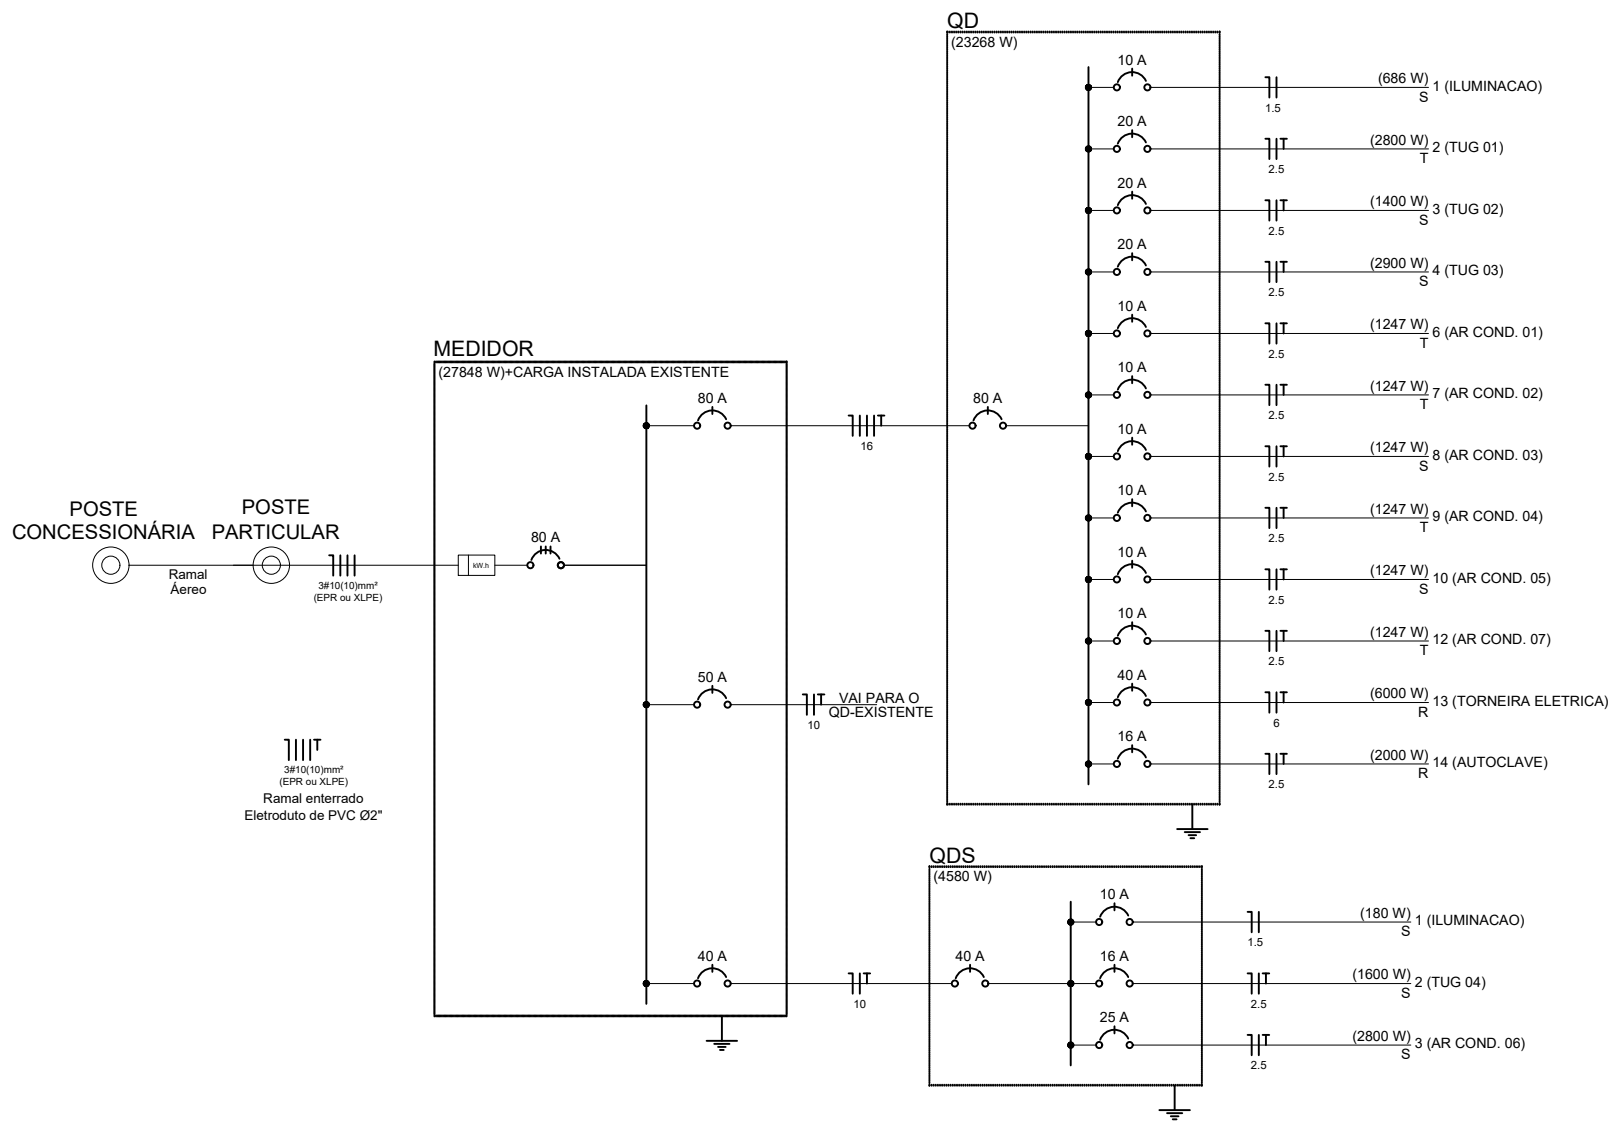 QD
(23268 W)
10 A
(686 W)
1 (ILUMINACAO)
S
1.5
20 A
(2800 W)
2 (TUG 01)
T
2.5
20 A
(1400 W)
3 (TUG 02)
S
2.5
20 A
(2900 W)
4 (TUG 03)
S
2.5
10 A
(1247 W)
6 (AR COND. 01)
T
2.5
10 A
(1247 W)
7 (AR COND. 02)
T
2.5
10 A
(1247 W)
8 (AR COND. 03)
S
2.5
10 A
(1247 W)
9 (AR COND. 04)
T
2.5
10 A
(1247 W)
10 (AR COND. 05)
S
2.5
10 A
(1247 W)
12 (AR COND. 07)
T
2.5
40 A
(6000 W)
13 (TORNEIRA ELETRICA)
R
6
16 A
(2000 W)
14 (AUTOCLAVE)
R
2.5
80 A
16
MEDIDOR
(27848 W)+CARGA INSTALADA EXISTENTE
80 A
POSTE
CONCESSIONÁRIA
POSTE
PARTICULAR
Ramal
Áereo
3#10(10)mm²
(EPR ou XLPE)
kW.h
80 A
50 A
10
VAI PARA O
QD-EXISTENTE
3#10(10)mm²
(EPR ou XLPE)
Ramal enterrado
Eletroduto de PVC Ø2"
40 A
10
QDS
(4580 W)
40 A
10 A
(180 W)
1 (ILUMINACAO)
S
1.5
16 A
(1600 W)
2 (TUG 04)
S
2.5
25 A
(2800 W)
3 (AR COND. 06)
S
2.5